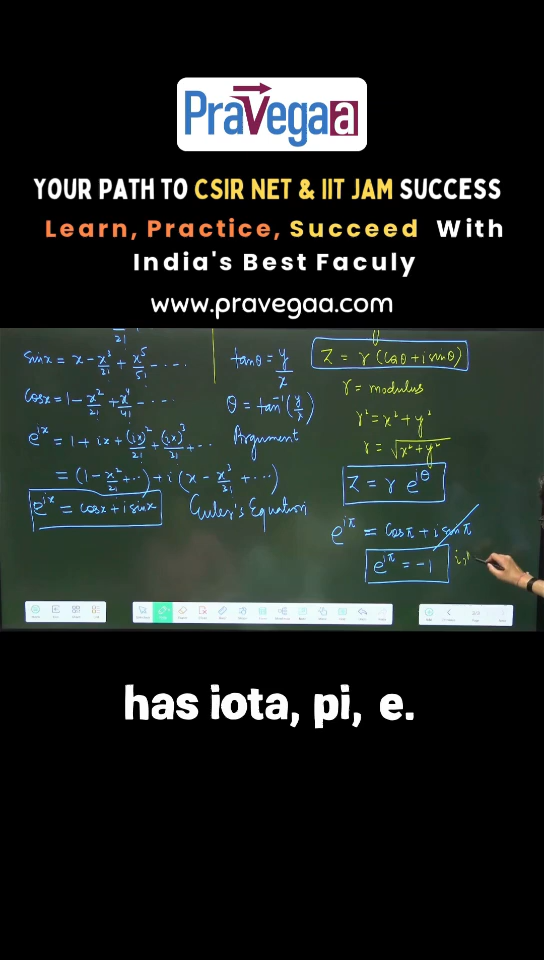 Pravegaa
YOUR PATH TO CSIR NET & IIT JAM SUCCESS
Learn, Practice, Succeed With
India's Best Faculy
www.pravegaa.com
sinx = x - x³/2! + x⁵/5! - ....
cosx = 1 - x²/2! + x⁴/4! - ....
e^{ix} = 1 + ix + (ix)²/2! + (ix)³/3! + ...
= (1 - x²/2! + ..) + i (x - x³/3! + ...)
e^{ix} = cosx + i sinx
Euler's Equation
tanθ = y/x
θ = tan⁻¹(y/x)
Argument
Z = r (cosθ + i sinθ)
r = modulus
r² = x² + y²
r = √(x² + y²)
Z = r e^{iθ}
e^{iπ} = cosπ + i sinπ
e^{iπ} = -1
i,
has iota, pi, e.